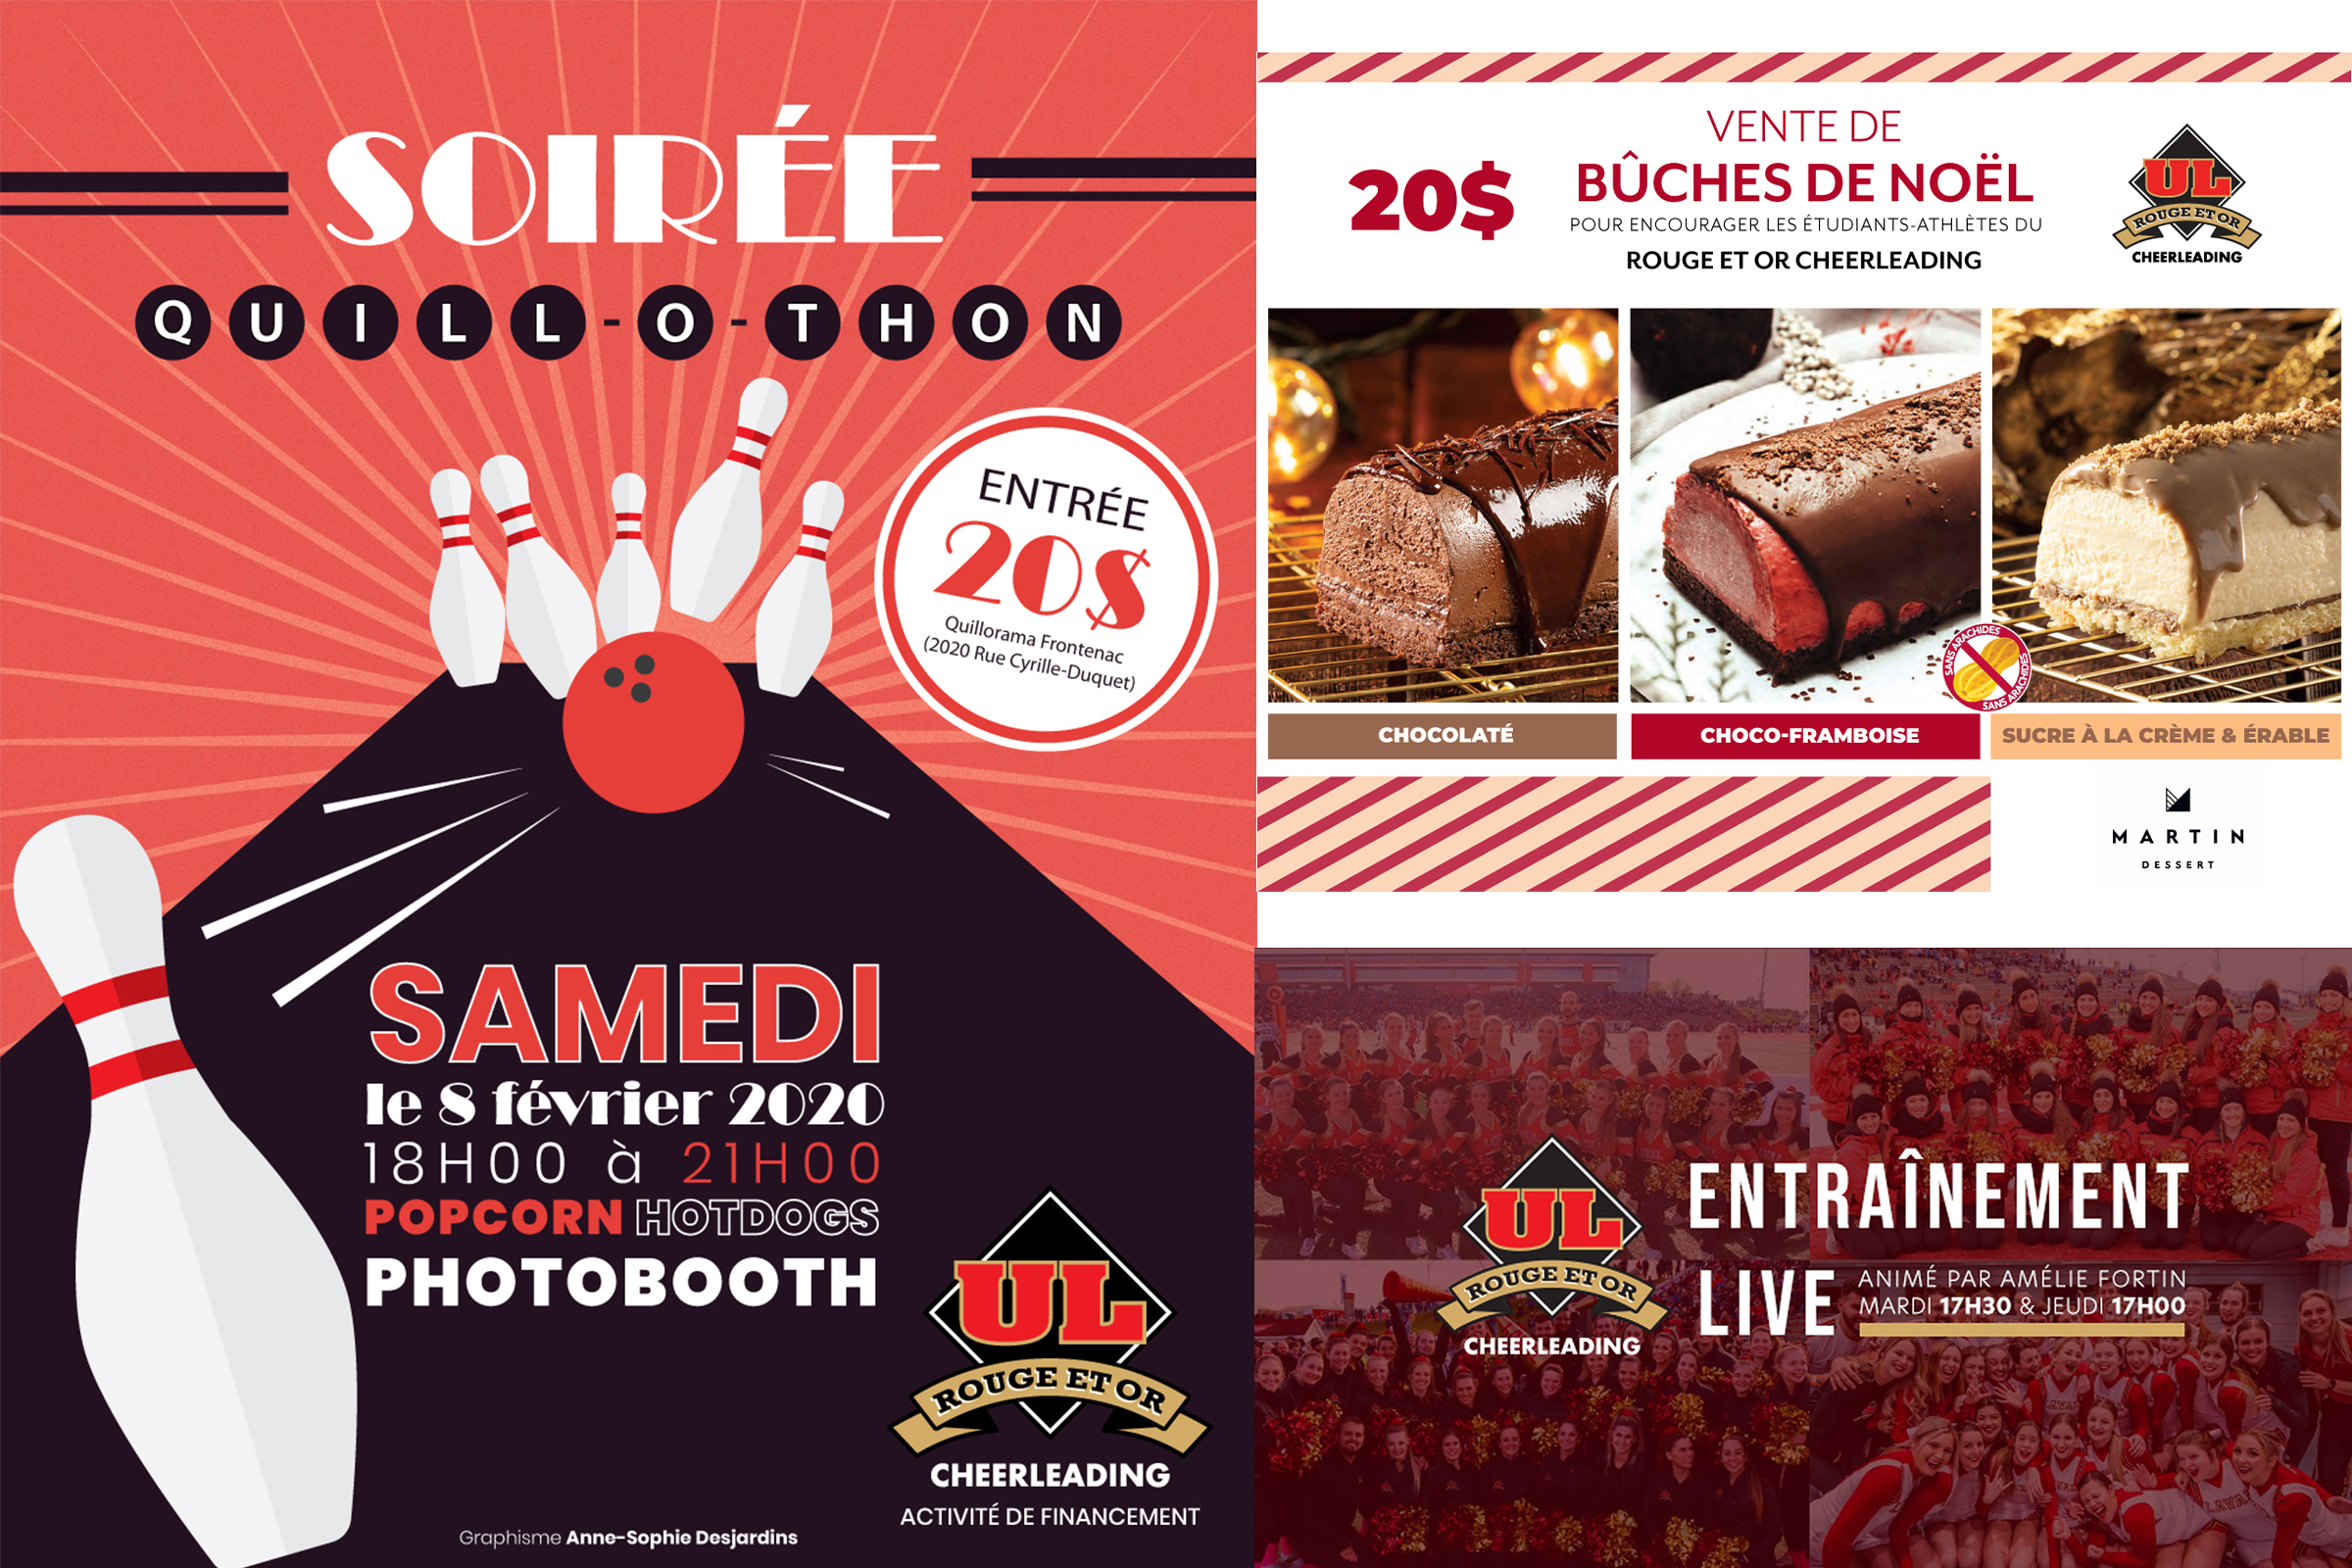 SOIRÉE
QUILL-O-THON
ENTRÉE
20$
Quillorama Frontenac
(2020 Rue Cyrille-Duquet)
SAMEDI
le 8 février 2020
18H00 à 21H00
POPCORN HOTDOGS
PHOTOBOOTH
UL
ROUGE ET OR
CHEERLEADING
ACTIVITÉ DE FINANCEMENT
Graphisme Anne-Sophie Desjardins
20$
VENTE DE
BÛCHES DE NOËL
POUR ENCOURAGER LES ÉTUDIANTS-ATHLÈTES DU
ROUGE ET OR CHEERLEADING
UL
ROUGE ET OR
CHEERLEADING
SANS ARACHIDES
SANS ARACHIDES
CHOCOLATÉ
CHOCO-FRAMBOISE
SUCRE À LA CRÈME & ÉRABLE
MARTIN
DESSERT
UL
ROUGE ET OR
CHEERLEADING
ENTRAÎNEMENT
LIVE
ANIMÉ PAR AMÉLIE FORTIN
MARDI 17H30 & JEUDI 17H00